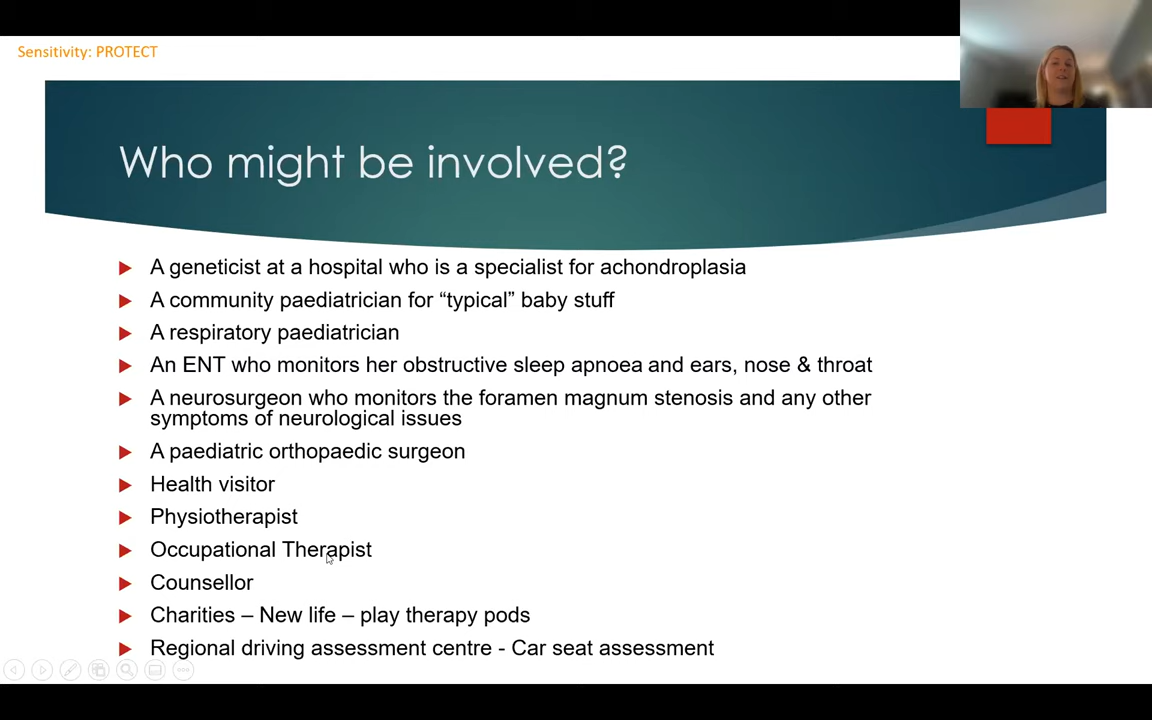 Sensitivity: PROTECT
Who might be involved?
A geneticist at a hospital who is a specialist for achondroplasia
A community paediatrician for “typical” baby stuff
A respiratory paediatrician
An ENT who monitors her obstructive sleep apnoea and ears, nose & throat
A neurosurgeon who monitors the foramen magnum stenosis and any other
symptoms of neurological issues
A paediatric orthopaedic surgeon
Health visitor
Physiotherapist
Occupational Therapist
Counsellor
Charities – New life – play therapy pods
Regional driving assessment centre - Car seat assessment